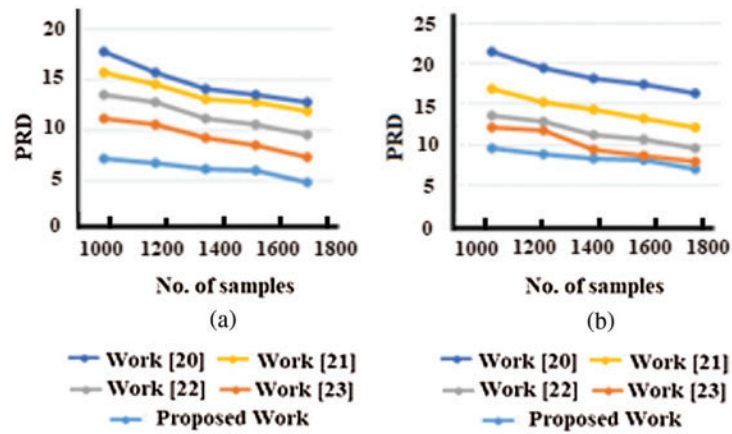 20
15
10
5
0
PRD
1000 1200 1400 1600 1800
No. of samples
(a)
Work [20] Work [21]
Work [22] Work [23]
Proposed Work
25
20
15
10
5
0
PRD
1000 1200 1400 1600 1800
No. of samples
(b)
Work [20] Work [21]
Work [22] Work [23]
Proposed Work